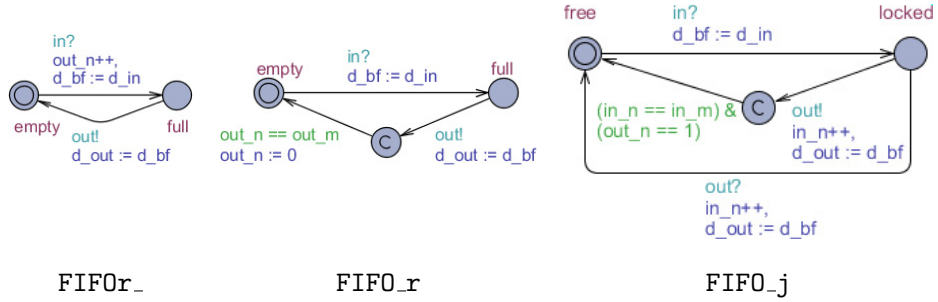 in?
out_n++,
d_bf := d_in
empty
full
out!
d_out := d_bf
FIFOr_
empty
in?
d_bf := d_in
full
out_n == out_m
out_n := 0
C
out!
d_out := d_bf
FIFO_r
free
in?
d_bf := d_in
locked
(in_n == in_m) &
(out_n == 1)
C
out!
in_n++,
d_out := d_bf
out?
in_n++,
d_out := d_bf
FIFO_j